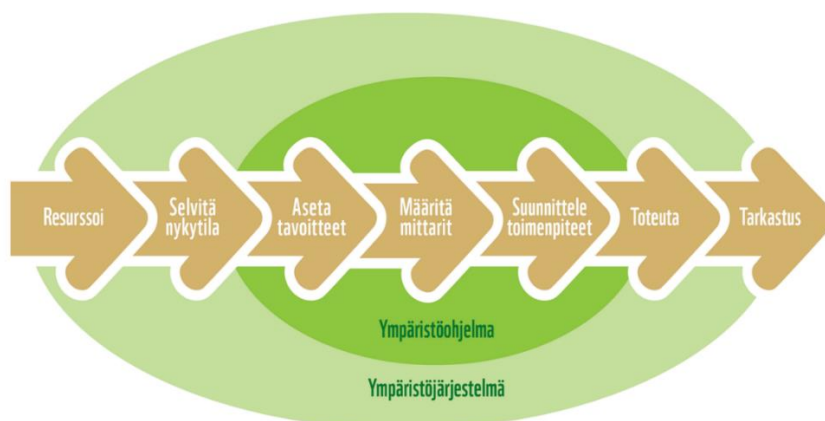 Resurssoi
Selvitä
nykytila
Aseta
tavoitteet
Määritä
mittarit
Suunnittele
toimenpiteet
Toteuta
Tarkastus
Ympäristöohjelma
Ympäristöjärjestelmä